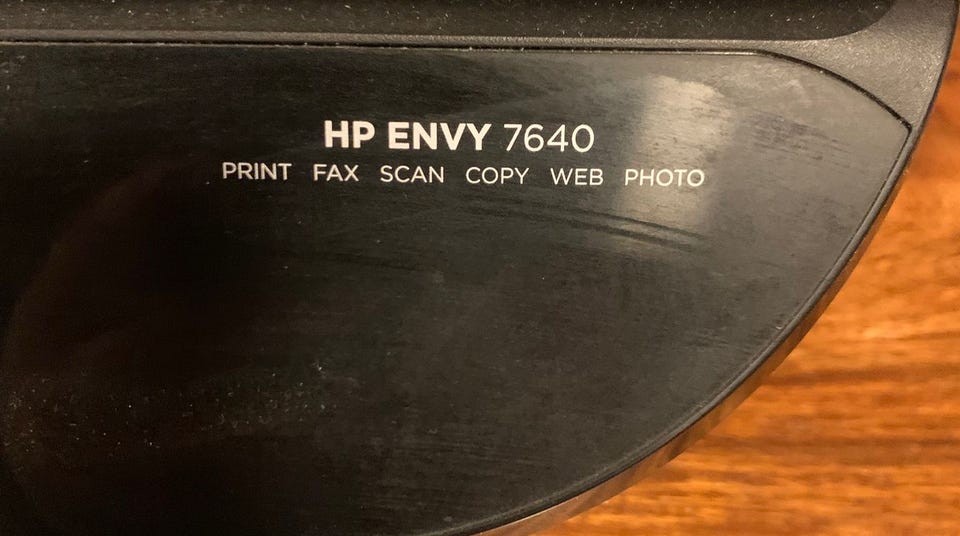 HP ENVY 7640
PRINT FAX SCAN COPY WEB PHOTO